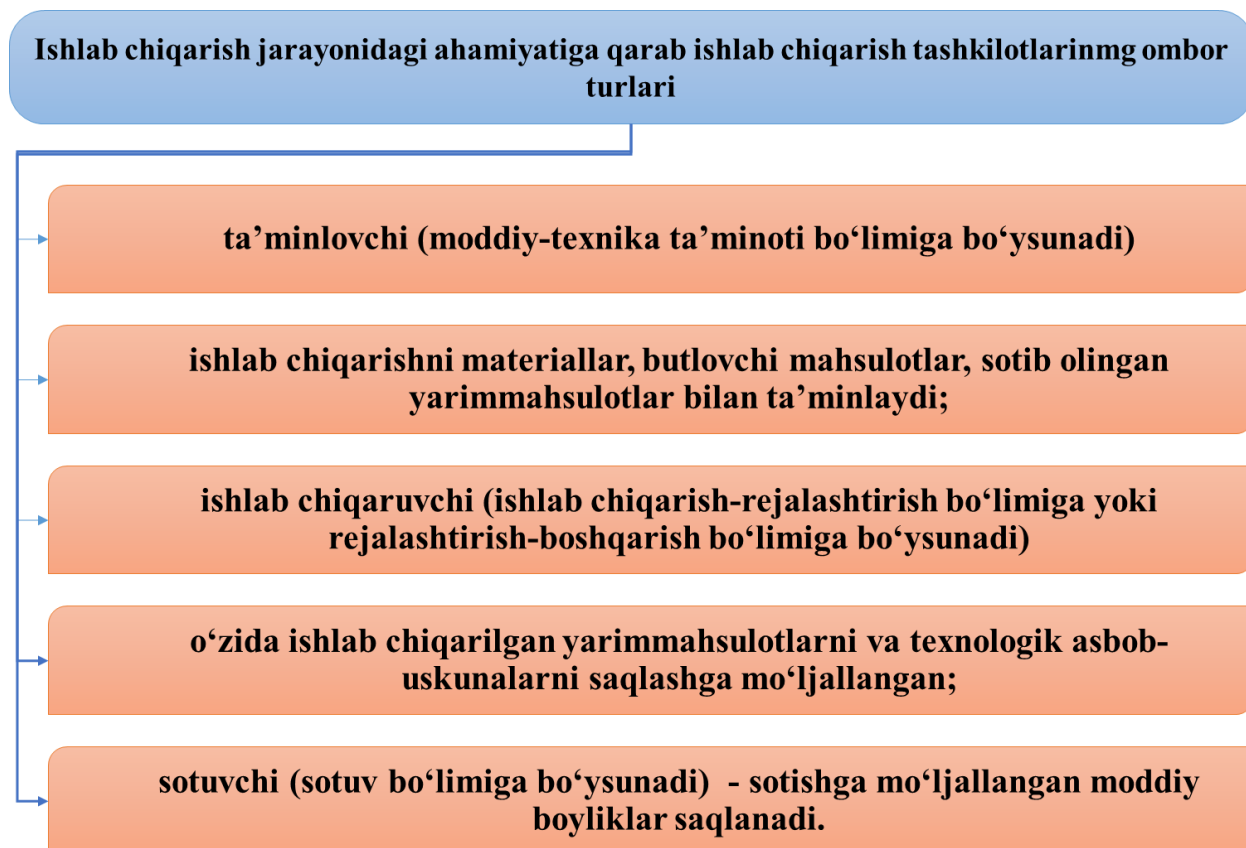 Ishlab chiqarish jarayonidagi ahamiyatiga qarab ishlab chiqarish tashkilotlarinmg ombor
turlari
ta’minlovchi (moddiy-texnika ta’minoti bo‘limiga bo‘ysunadi)
ishlab chiqarishni materiallar, butlovchi mahsulotlar, sotib olingan
yarimmahsulotlar bilan ta’minlaydi;
ishlab chiqaruvchi (ishlab chiqarish-rejalashtirish bo‘limiga yoki
rejalashtirish-boshqarish bo‘limiga bo‘ysunadi)
o‘zida ishlab chiqarilgan yarimmahsulotlarni va texnologik asbob-
uskunalarni saqlashga mo‘ljallangan;
sotuvchi (sotuv bo‘limiga bo‘ysunadi)  - sotishga mo‘ljallangan moddiy
boyliklar saqlanadi.